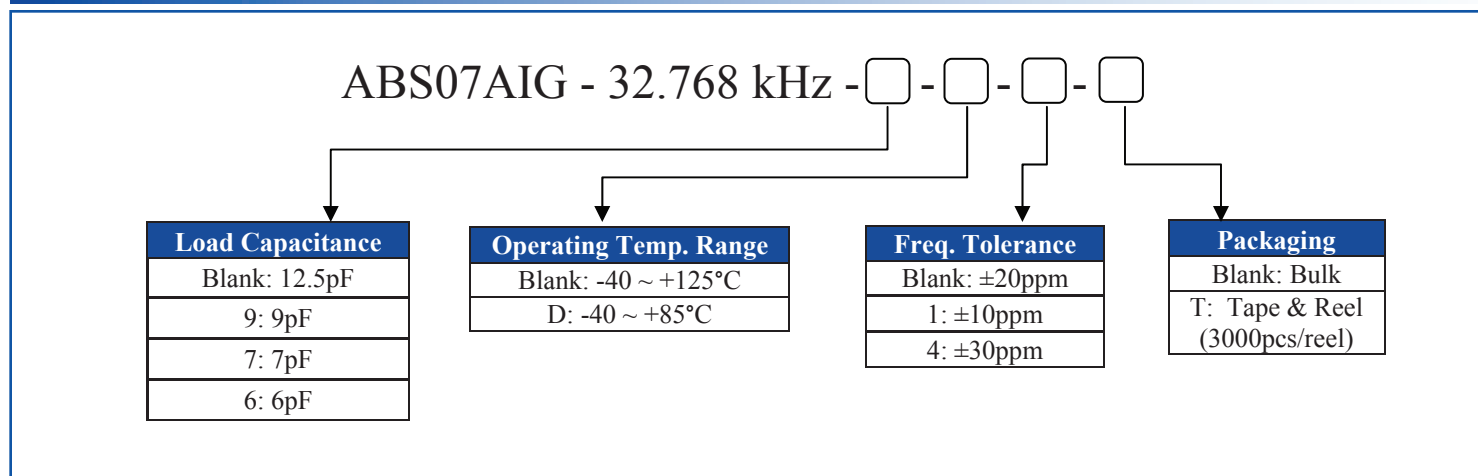 ABS07AIG - 32.768 kHz - - - -
Load Capacitance
Blank: 12.5pF
9: 9pF
7: 7pF
6: 6pF
Operating Temp. Range
Blank: -40 ~ +125°C
D: -40 ~ +85°C
Freq. Tolerance
Blank: ±20ppm
1: ±10ppm
4: ±30ppm
Packaging
Blank: Bulk
T: Tape & Reel
(3000pcs/reel)